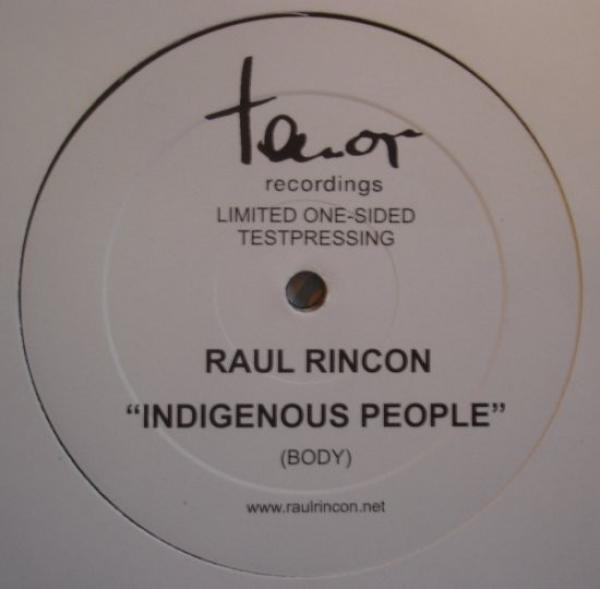 tenor
recordings
LIMITED ONE-SIDED
TESTPRESSING
RAUL RINCON
“INDIGENOUS PEOPLE”
(BODY)
www.raulrincon.net